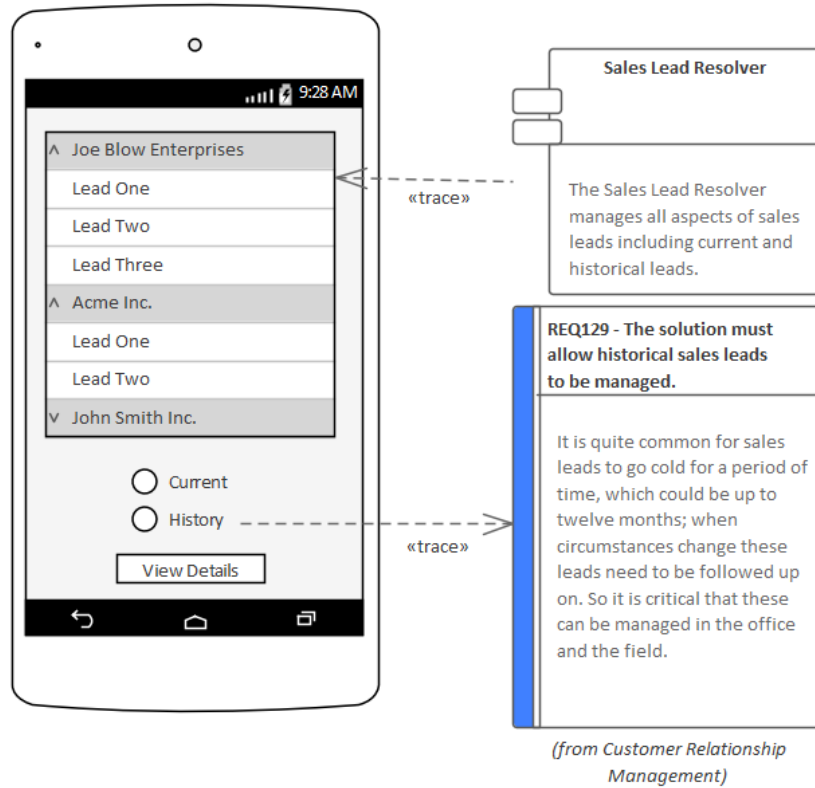 9:28 AM
Joe Blow Enterprises
Lead One
Lead Two
Lead Three
Acme Inc.
Lead One
Lead Two
John Smith Inc.
Current
History
View Details
«trace»
«trace»
Sales Lead Resolver
The Sales Lead Resolver
manages all aspects of sales
leads including current and
historical leads.
REQ129 - The solution must
allow historical sales leads
to be managed.
It is quite common for sales
leads to go cold for a period of
time, which could be up to
twelve months; when
circumstances change these
leads need to be followed up
on. So it is critical that these
can be managed in the office
and the field.
(from Customer Relationship
Management)